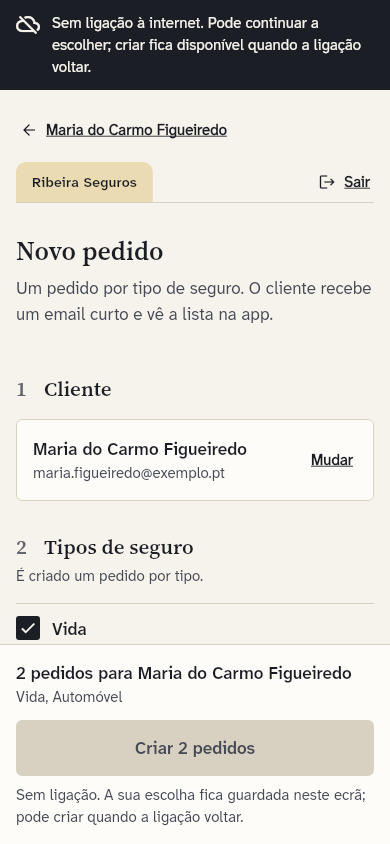 Sem ligação à internet. Pode continuar a
escolher; criar fica disponível quando a ligação
voltar.
Maria do Carmo Figueiredo
Ribeira Seguros
Sair
Novo pedido
Um pedido por tipo de seguro. O cliente recebe
um email curto e vê a lista na app.
1 Cliente
Maria do Carmo Figueiredo
maria.figueiredo@exemplo.pt
Mudar
2 Tipos de seguro
É criado um pedido por tipo.
Vida
2 pedidos para Maria do Carmo Figueiredo
Vida, Automóvel
Criar 2 pedidos
Sem ligação. A sua escolha fica guardada neste ecrã;
pode criar quando a ligação voltar.